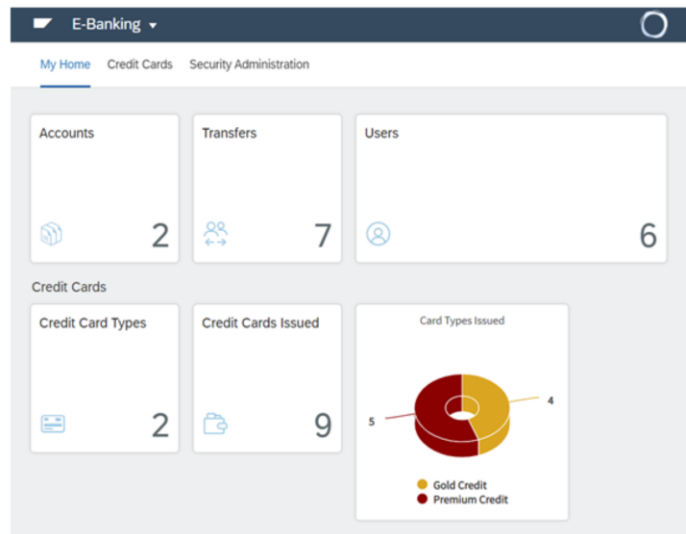 E-Banking
My Home Credit Cards Security Administration
Accounts Transfers Users
2 7 6
Credit Cards
Credit Card Types Credit Cards Issued Card Types Issued
4
5
2 9
Gold Credit
Premium Credit